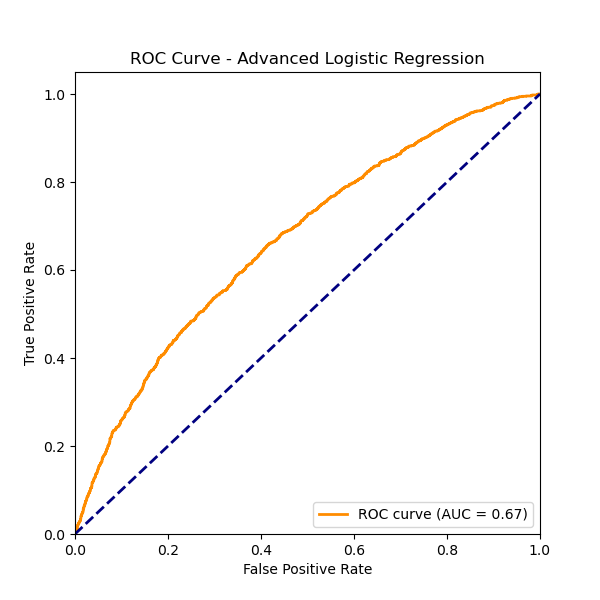 ROC Curve - Advanced Logistic Regression
True Positive Rate
1.0
0.8
0.6
0.4
0.2
0.0
0.0 0.2 0.4 0.6 0.8 1.0
False Positive Rate
ROC curve (AUC = 0.67)